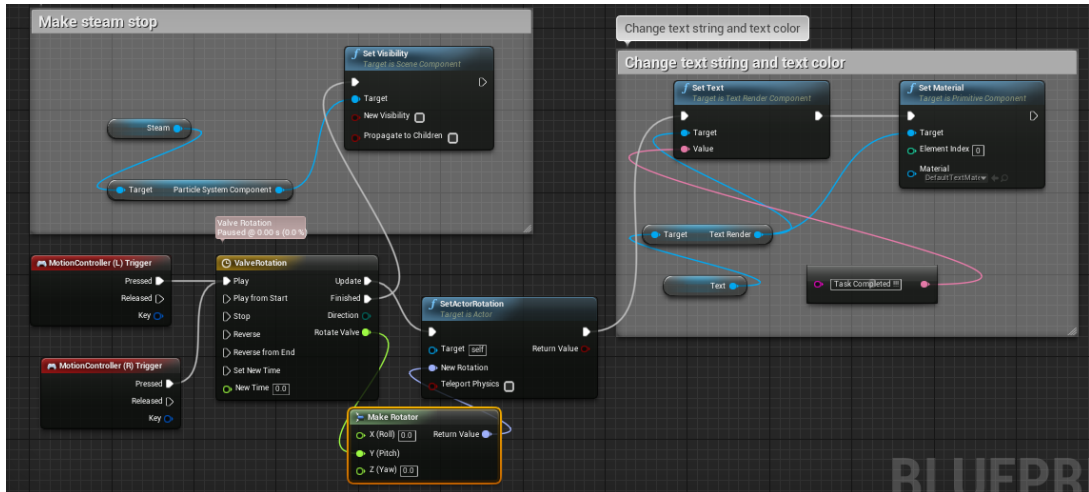 Make steam stop
Set Visibility
Target is Scene Component
Target
New Visibility
Propagate to Children
Steam
Target Particle System Component
Change text string and text color
Change text string and text color
Set Text
Target is Text Render Component
Target
Value
Set Material
Target is Primitive Component
Target
Element Index 0
Material
DefaultTextMate
Target Text Render
Text
Task Completed !!!
Valve Rotation
Paused @ 0.00 s (0.0 %)
MotionController (L) Trigger
Pressed
Released
Key
MotionController (R) Trigger
Pressed
Released
Key
ValveRotation
Play Update
Play from Start Finished
Stop Direction
Reverse Rotate Valve
Reverse from End
Set New Time
New Time 0.0
SetActorRotation
Target is Actor
Target self Return Value
New Rotation
Teleport Physics
Make Rotator
X (Roll) 0.0 Return Value
Y (Pitch)
Z (Yaw) 0.0
BLUEPR